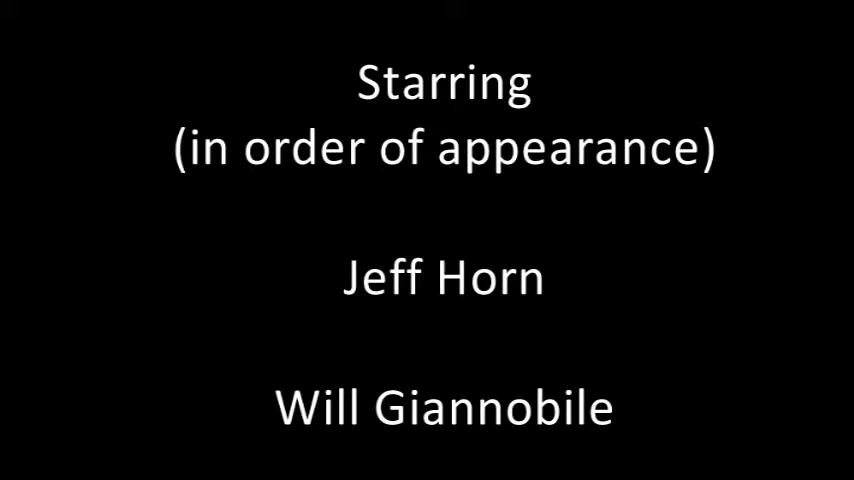 Starring
(in order of appearance)
Jeff Horn
Will Giannobile